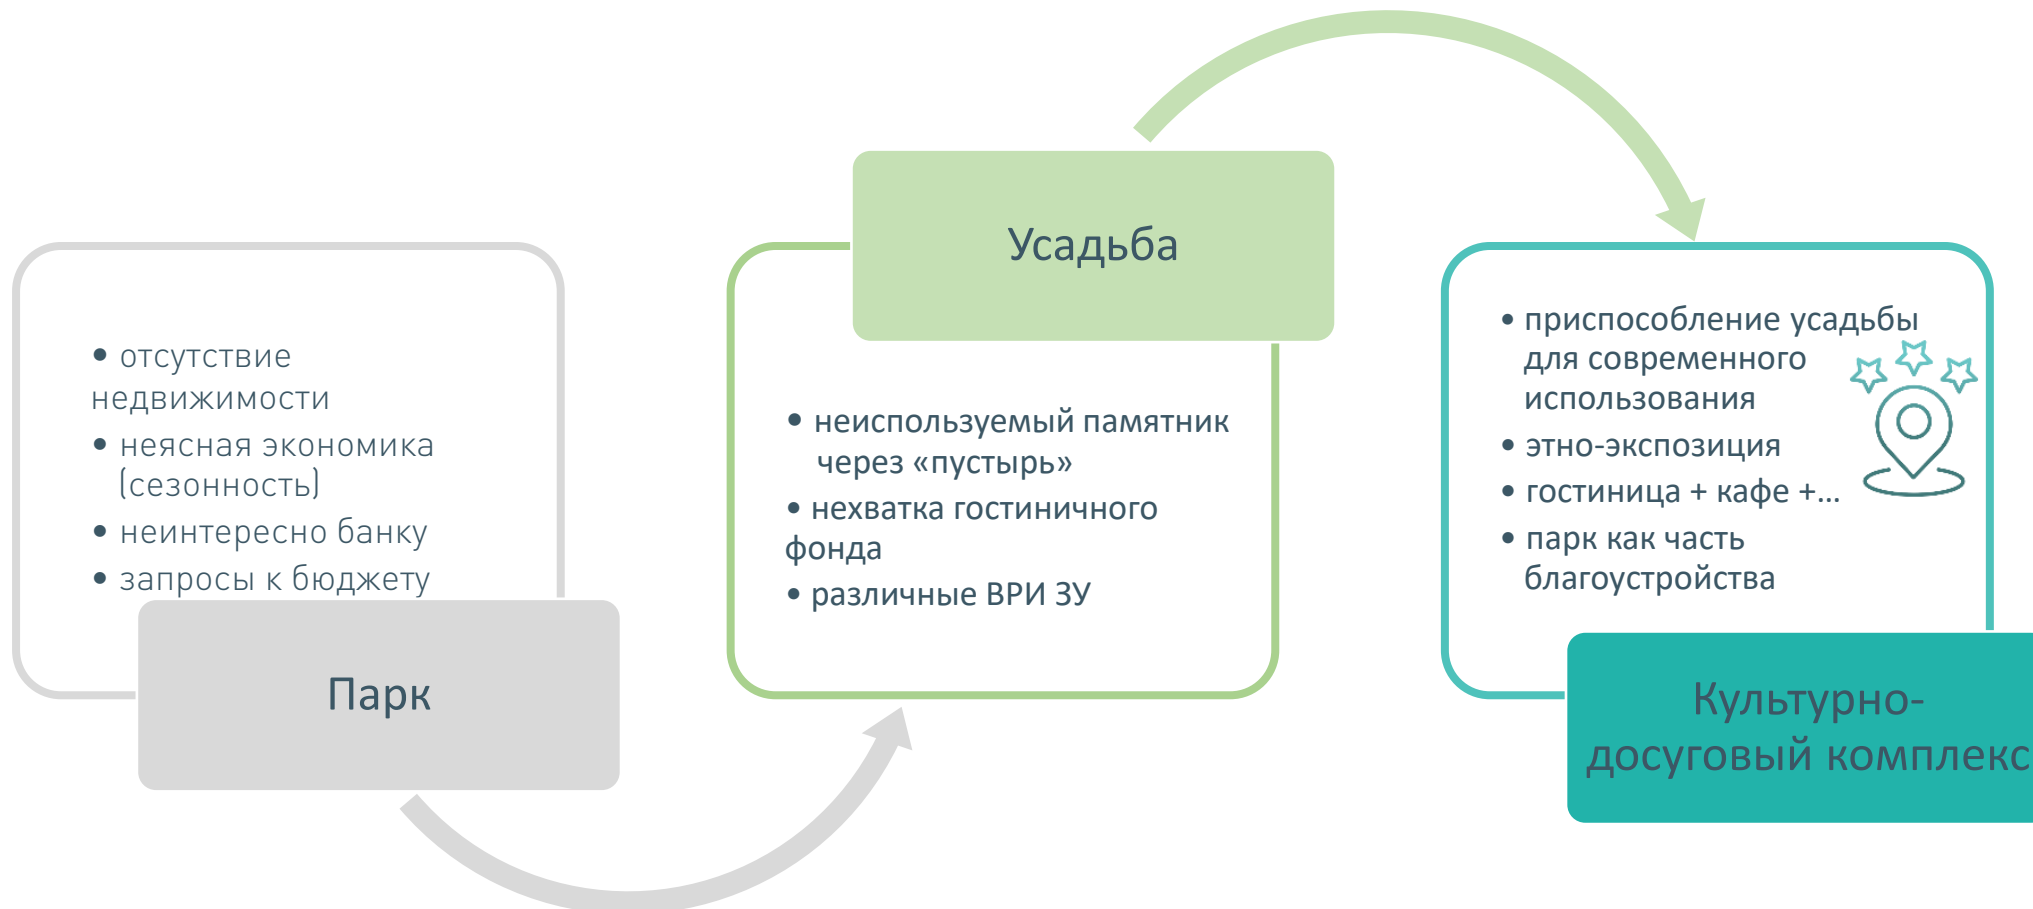 • отсутствие
недвижимости
• неясная экономика
(сезонность)
• неинтересно банку
• запросы к бюджету
Парк
Усадьба
• неиспользуемый памятник
через «пустырь»
• нехватка гостиничного
фонда
• различные ВРИ ЗУ
• приспособление усадьбы
для современного
использования
• этно-экспозиция
• гостиница + кафе +...
• парк как часть
благоустройства
Культурно-
досуговый комплекс